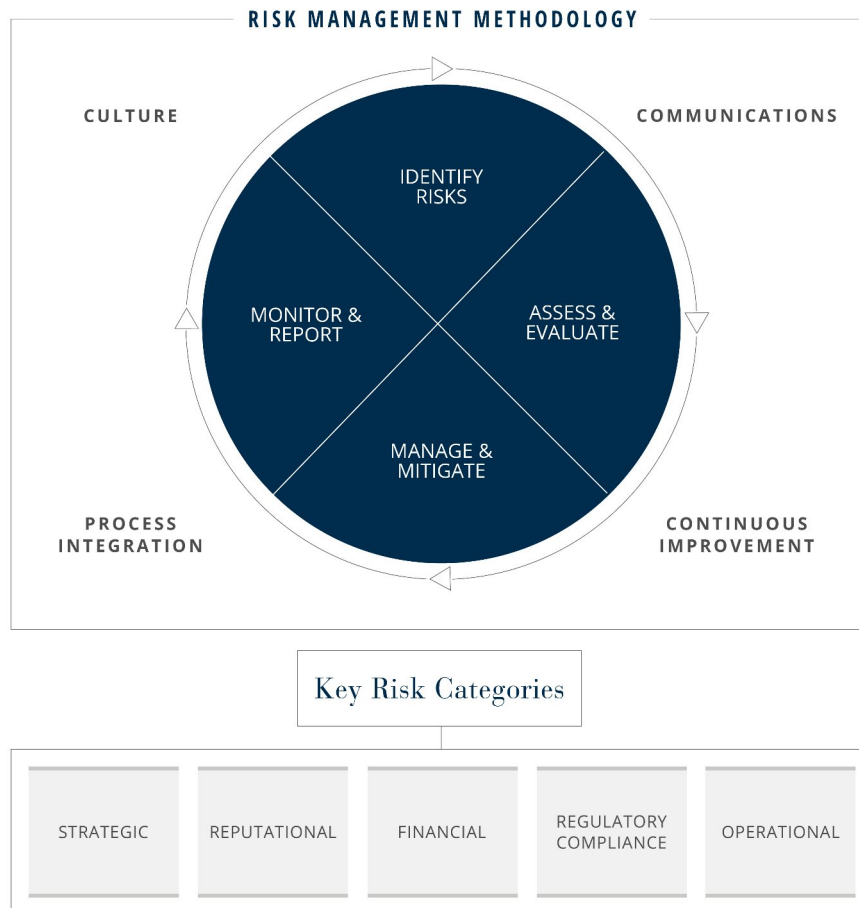 RISK MANAGEMENT METHODOLOGY
CULTURE
COMMUNICATIONS
IDENTIFY
RISKS
MONITOR &
REPORT
ASSESS &
EVALUATE
MANAGE &
MITIGATE
PROCESS
INTEGRATION
CONTINUOUS
IMPROVEMENT
Key Risk Categories
STRATEGIC
REPUTATIONAL
FINANCIAL
REGULATORY
COMPLIANCE
OPERATIONAL